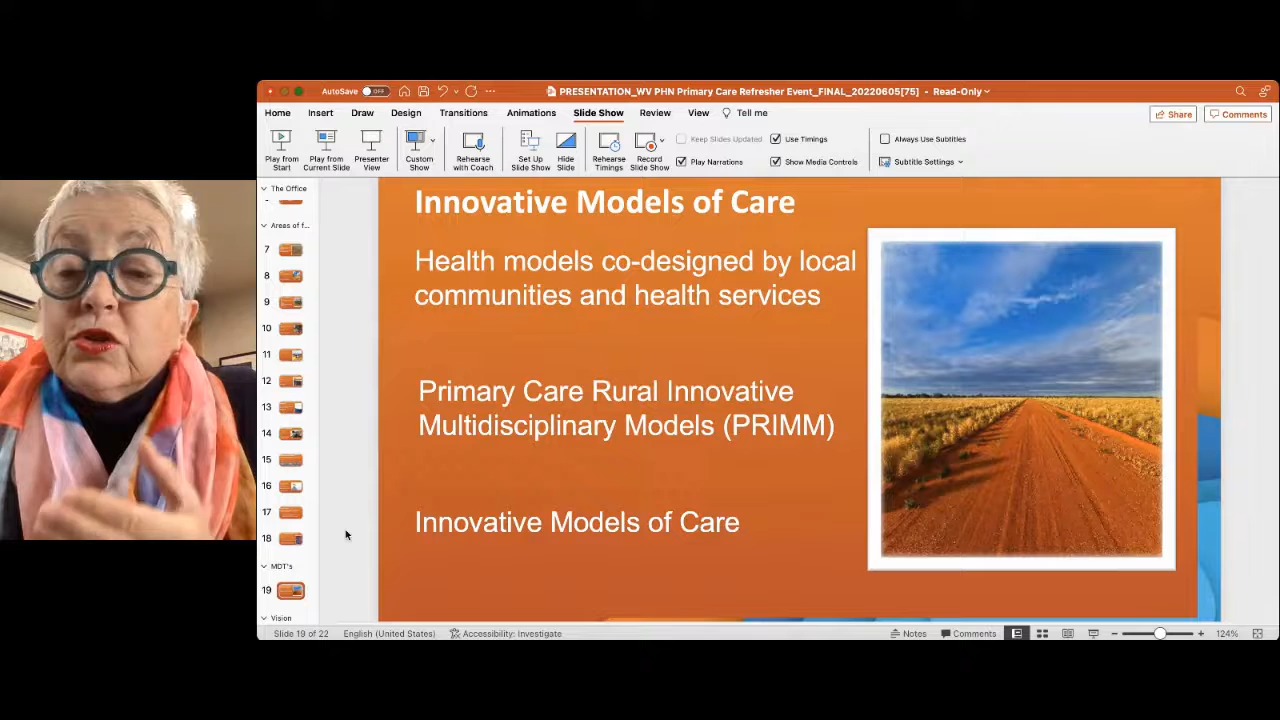 AutoSave OFF
PRESENTATION_WV PHN Primary Care Refresher Event_FINAL_20220605[75] - Read-Only
Home Insert Draw Design Transitions Animations Slide Show Review View Tell me
Share Comments
Play from Start
Play from Current Slide
Presenter View
Custom Show
Rehearse with Coach
Set Up Slide Show
Hide Slide
Rehearse Timings
Record Slide Show
Keep Slides Updated
Play Narrations
Use Timings
Show Media Controls
Always Use Subtitles
Subtitle Settings
The Office
Areas of f...
7
8
9
10
11
12
13
14
15
16
17
18
MDT's
19
Vision
Innovative Models of Care
Health models co-designed by local
communities and health services
Primary Care Rural Innovative
Multidisciplinary Models (PRIMM)
Innovative Models of Care
Slide 19 of 22 English (United States) Accessibility: Investigate Notes Comments 124%